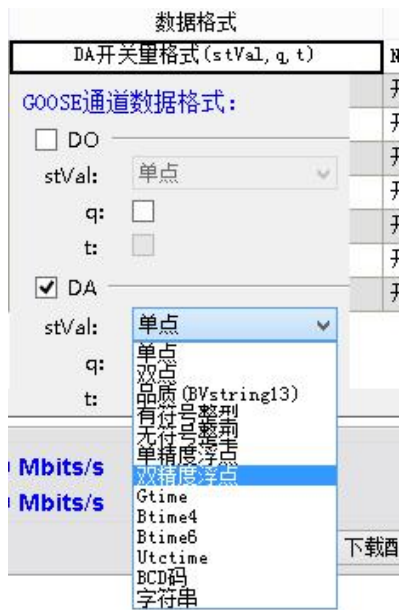 数据格式
DA开关量格式(stVal,q,t)
GOOSE通道数据格式：
DO
stVal: 单点
q:
t:
DA
stVal: 单点
q:
t:
单点
双点
品质(BVstring13)
有符号整型
无符号整型
单精度浮点
双精度浮点
Gtime
Btime4
Btime6
Utctime
BCD码
字符串
Mbits/s
Mbits/s
下载